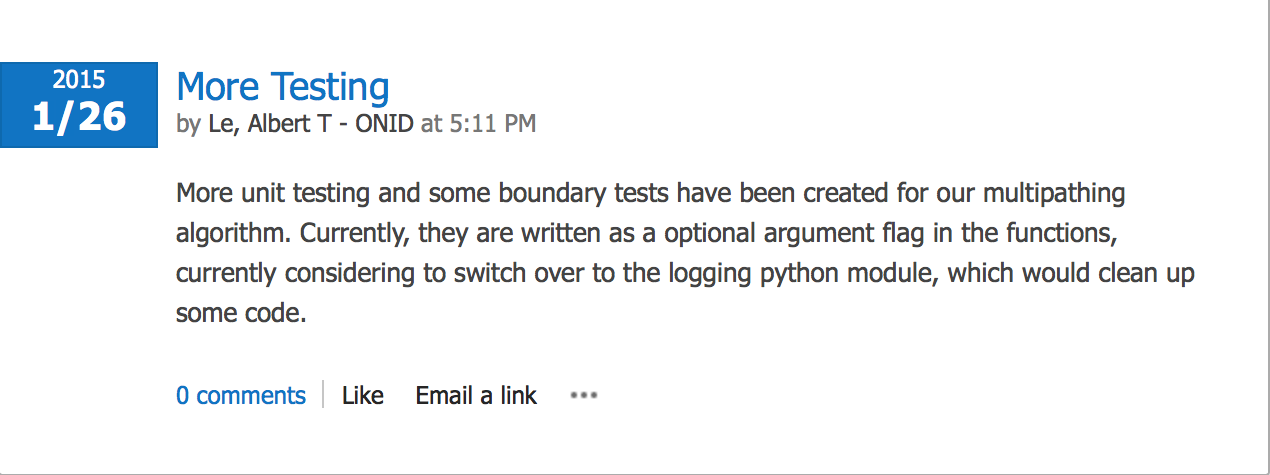 2015
1/26
More Testing
by Le, Albert T - ONID at 5:11 PM
More unit testing and some boundary tests have been created for our multipathing
algorithm. Currently, they are written as a optional argument flag in the functions,
currently considering to switch over to the logging python module, which would clean up
some code.
0 comments Like Email a link •••